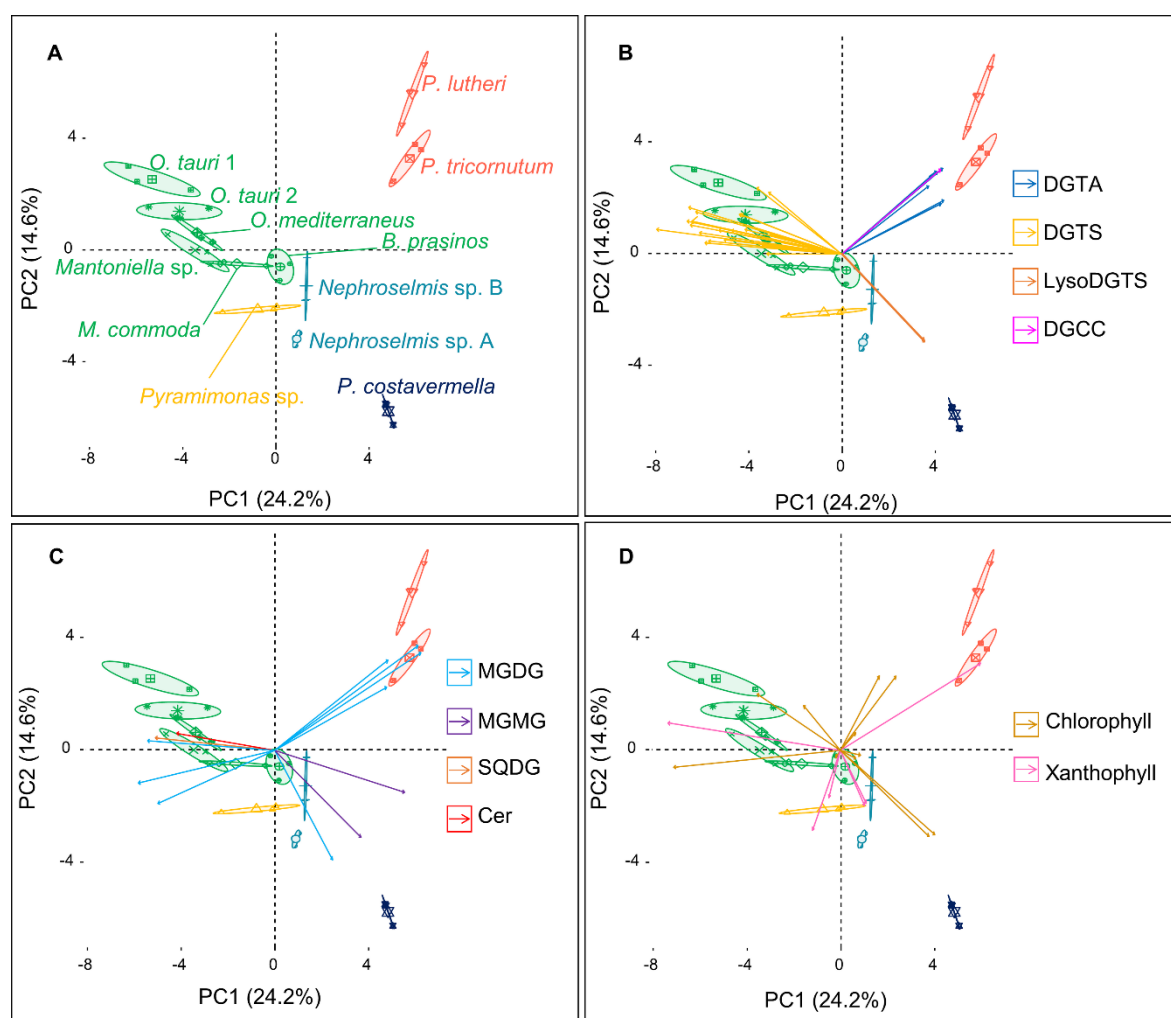 A
P. lutheri
P. tricornutum
O. tauri 1
O. tauri 2
O. mediterraneus
B. prasinos
Mantoniella sp.
Nephroselmis sp. B
M. commoda
Nephroselmis sp. A
P. costavermella
Pyramimonas sp.
4
0
-4
-8
-4
0
4
PC2 (14.6%)
PC1 (24.2%)
B
DGTA
DGTS
LysoDGTS
DGCC
4
0
-4
-8
-4
0
4
PC2 (14.6%)
PC1 (24.2%)
C
MGDG
MGMG
SQDG
Cer
4
0
-4
-8
-4
0
4
PC2 (14.6%)
PC1 (24.2%)
D
Chlorophyll
Xanthophyll
4
0
-4
-8
-4
0
4
PC2 (14.6%)
PC1 (24.2%)